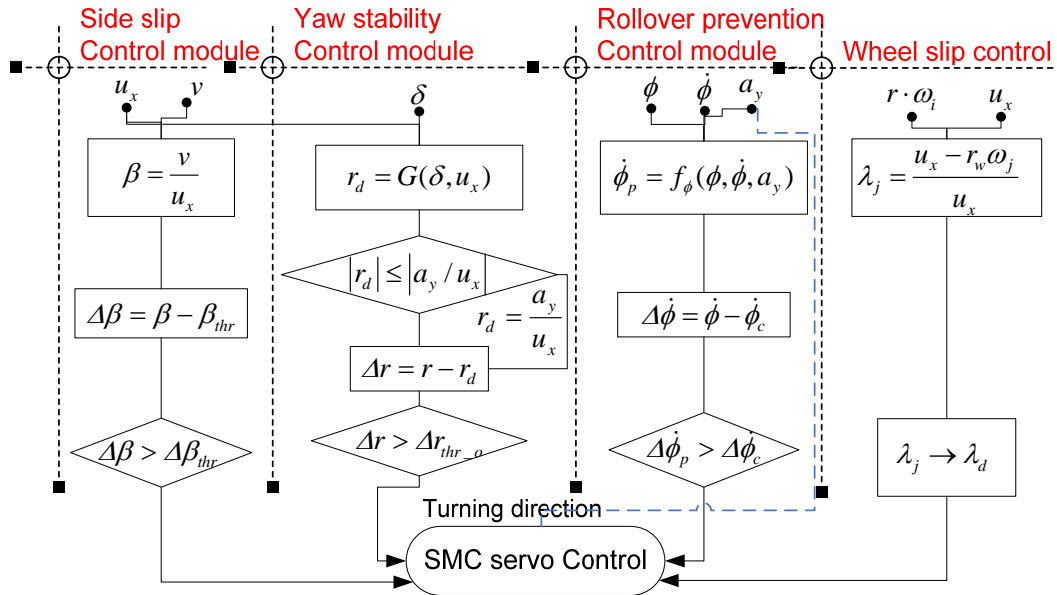 Side slip
Control module
u_x
v
β = v / u_x
Δβ = β − β_thr
Δβ > Δβ_thr
Yaw stability
Control module
δ
r_d = G(δ, u_x)
|r_d| ≤ |a_y / u_x|
r_d = a_y / u_x
Δr = r − r_d
Δr > Δr_thr_o
Rollover prevention
Control module
ϕ
ϕ̇
a_y
ϕ̇_p = f_ϕ(ϕ, ϕ̇, a_y)
Δϕ̇ = ϕ̇ − ϕ̇_c
Δϕ̇_p > Δϕ̇_c
Wheel slip control
r · ω_i
u_x
λ_j = (u_x − r_w ω_j) / u_x
λ_j → λ_d
Turning direction
SMC servo Control